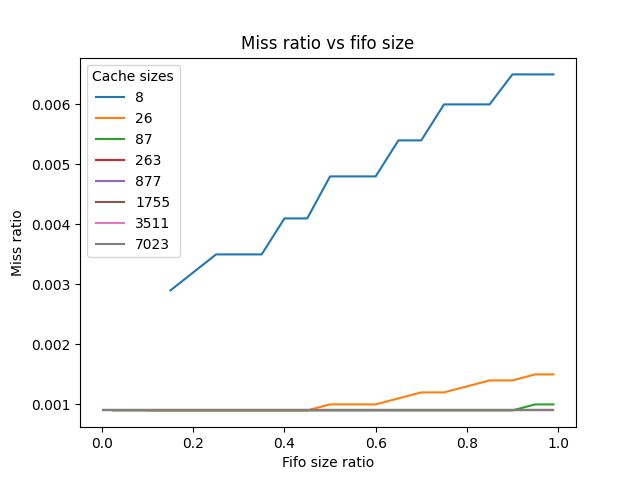 Miss ratio vs fifo size
Cache sizes
8
26
87
263
877
1755
3511
7023
Miss ratio
0.006
0.005
0.004
0.003
0.002
0.001
0.0 0.2 0.4 0.6 0.8 1.0
Fifo size ratio